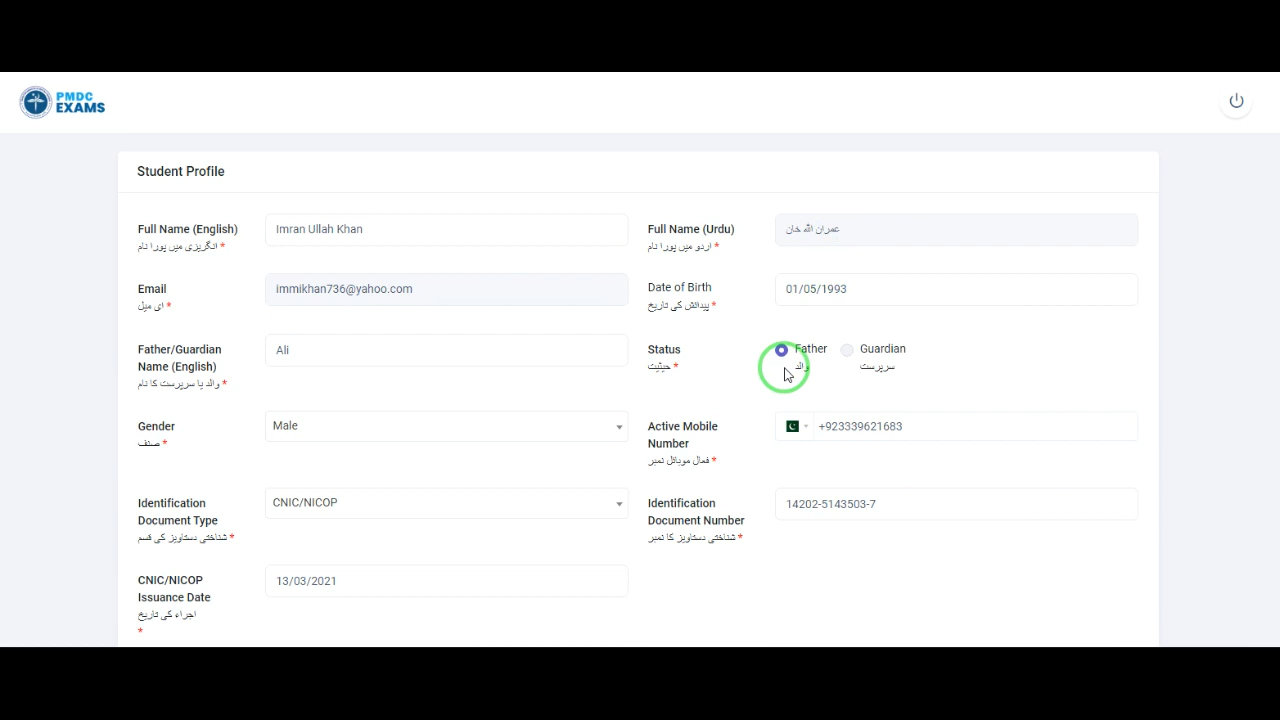 PMDC
EXAMS
Student Profile
Full Name (English)
انگریزی میں پورا نام *
Imran Ullah Khan
Full Name (Urdu)
اردو میں پورا نام *
عمران اللہ خان
Email
ای میل *
immikhan736@yahoo.com
Date of Birth
پیدائش کی تاریخ *
01/05/1993
Father/Guardian
Name (English)
والد یا سرپرست کا نام *
Ali
Status
حیثیت *
Father
والد
Guardian
سرپرست
Gender
صنف *
Male
Active Mobile
Number
فعال موبائل نمبر *
+923339621683
Identification
Document Type
شناختی دستاویز کی قسم *
CNIC/NICOP
Identification
Document Number
شناختی دستاویز کا نمبر *
14202-5143503-7
CNIC/NICOP
Issuance Date
اجراء کی تاریخ
*
13/03/2021